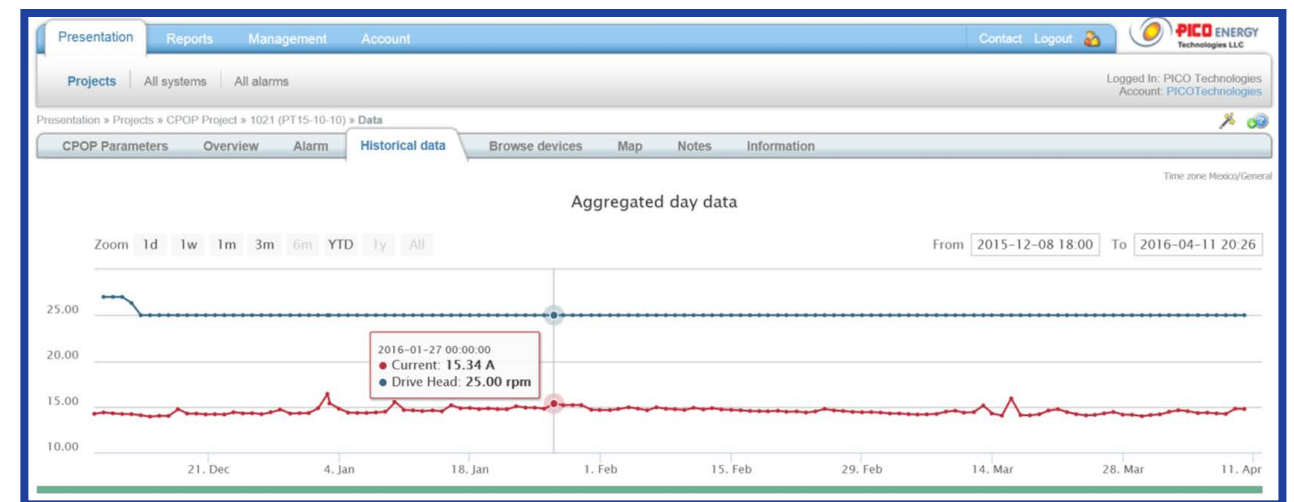 Presentation Reports Management Account Contact Logout PICO ENERGY
Technologies LLC
Projects All systems All alarms Logged In: PICO Technologies
Account: PICOTechnologies
Presentation » Projects » CPOP Project » 1021 (PT15-10-10) » Data
CPOP Parameters Overview Alarm Historical data Browse devices Map Notes Information
Time zone Mexico/General
Aggregated day data
Zoom 1d 1w 1m 3m 6m YTD 1y All From 2015-12-08 18:00 To 2016-04-11 20:26
25.00
20.00
2016-01-27 00:00:00
Current: 15.34 A
Drive Head: 25.00 rpm
15.00
10.00
21. Dec 4. Jan 18. Jan 1. Feb 15. Feb 29. Feb 14. Mar 28. Mar 11. Apr